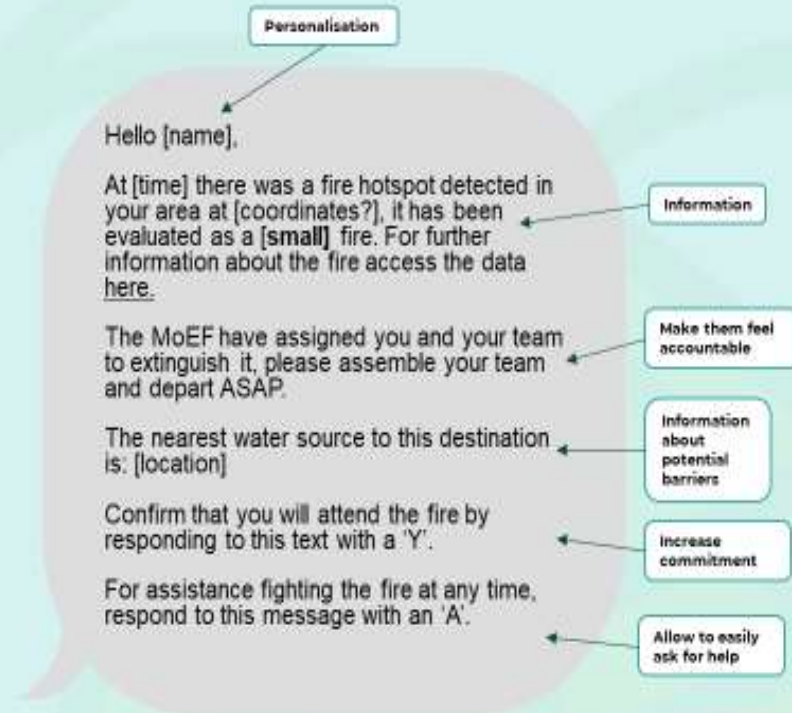 Personalisation
Hello [name],
At [time] there was a fire hotspot detected in
your area at [coordinates?], it has been
evaluated as a [small] fire. For further
information about the fire access the data
here.
Information
The MoEF have assigned you and your team
to extinguish it, please assemble your team
and depart ASAP.
Make them feel
accountable
The nearest water source to this destination
is: [location]
Information
about
potential
barriers
Confirm that you will attend the fire by
responding to this text with a ‘Y’.
Increase
commitment
For assistance fighting the fire at any time,
respond to this message with an ‘A’.
Allow to easily
ask for help